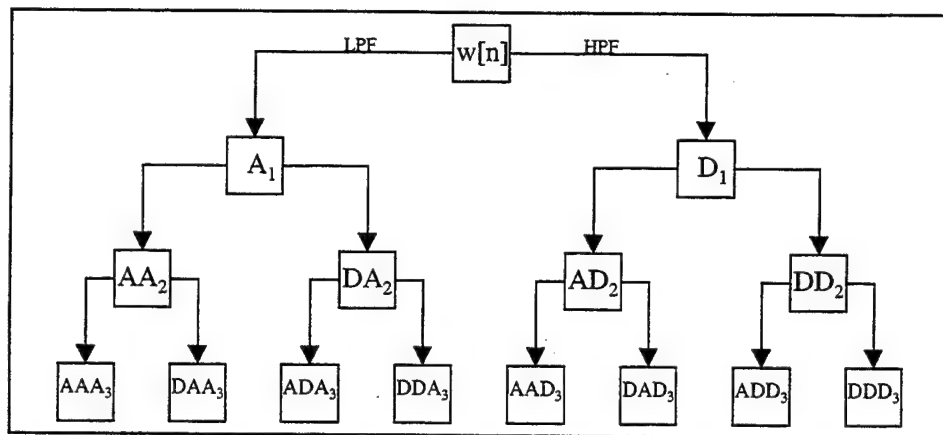 LPF w[n] HPF
A₁ D₁
AA₂ DA₂ AD₂ DD₂
AAA₃ DAA₃ ADA₃ DDA₃ AAD₃ DAD₃ ADD₃ DDD₃